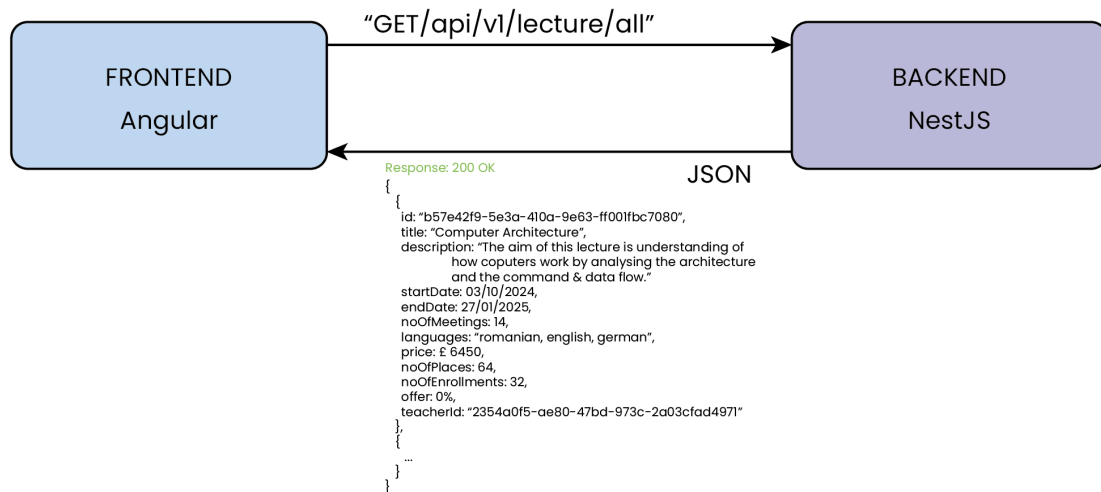 “GET/api/v1/lecture/all”
FRONTEND
Angular
BACKEND
NestJS
Response: 200 OK
JSON
{
{
id: “b57e42f9-5e3a-410a-9e63-ff001fbc7080”,
title: “Computer Architecture”,
description: “The aim of this lecture is understanding of
how coputers work by analysing the architecture
and the command & data flow.”
startDate: 03/10/2024,
endDate: 27/01/2025,
noOfMeetings: 14,
languages: “romanian, english, german”,
price: £ 6450,
noOfPlaces: 64,
noOfEnrollments: 32,
offer: 0%,
teacherId: “2354a0f5-ae80-47bd-973c-2a03cfad4971”
},
{
...
}
}